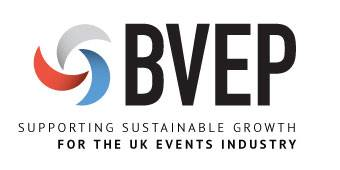 BVEP
SUPPORTING SUSTAINABLE GROWTH
FOR THE UK EVENTS INDUSTRY